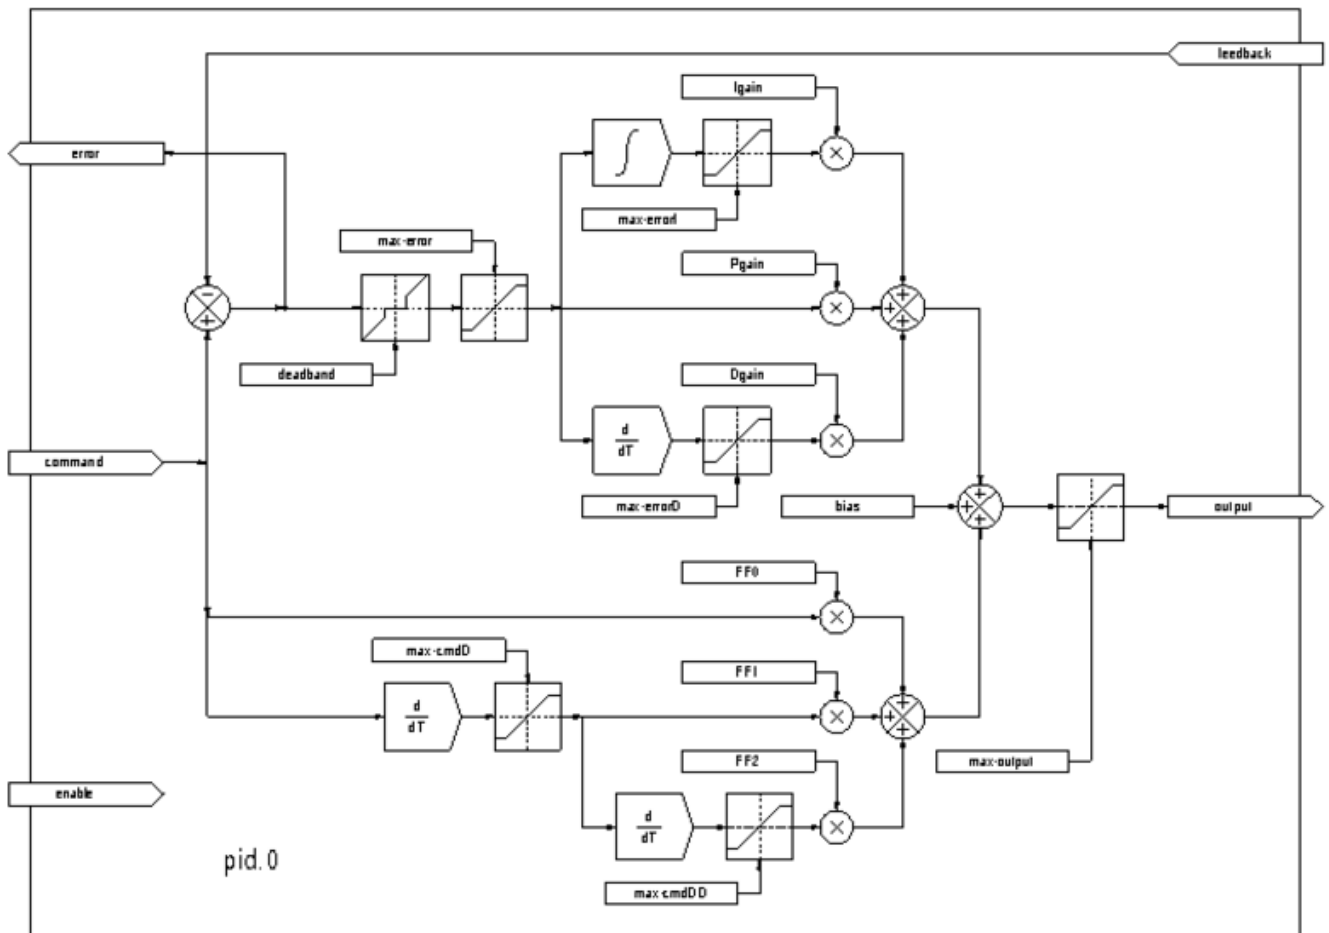 feedback
Igain
error
max-errorI
max-error
Pgain
-
+
+
+
+
deadband
Dgain
d
dT
command
max-errorD
bias
+
+
+
output
FF0
max-cmdD
FF1
d
dT
+
+
+
FF2
max-output
enable
d
dT
pid.0
max-cmdDD